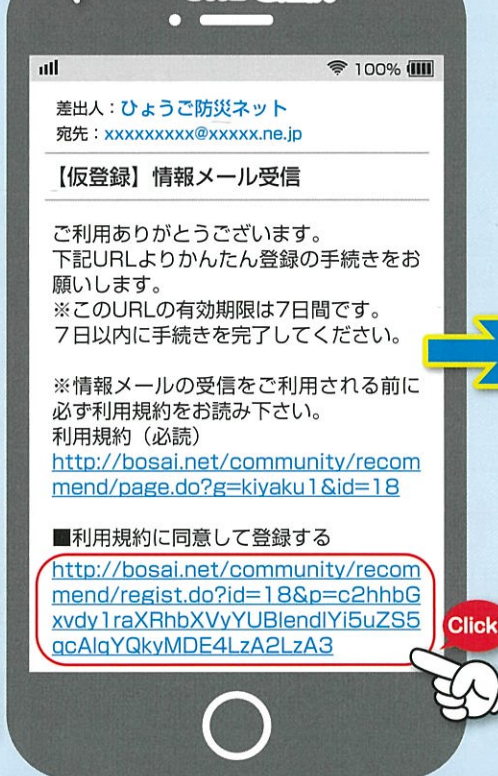 100%
差出人：ひょうご防災ネット
宛先：xxxxxxxxx@xxxxx.ne.jp
【仮登録】情報メール受信
ご利用ありがとうございます。
下記URLよりかんたん登録の手続きをお
願いします。
※このURLの有効期限は7日間です。
７日以内に手続きを完了してください。
※情報メールの受信をご利用される前に
必ず利用規約をお読み下さい。
利用規約（必読）
http://bosai.net/community/recom
mend/page.do?g=kiyaku1&id=18
■利用規約に同意して登録する
http://bosai.net/community/recom
mend/regist.do?id=18&p=c2hhbG
xvdy1raXRhbXVyYUBlendlYi5uZS5
qcAlqYQkyMDE4LzA2LzA3
Click